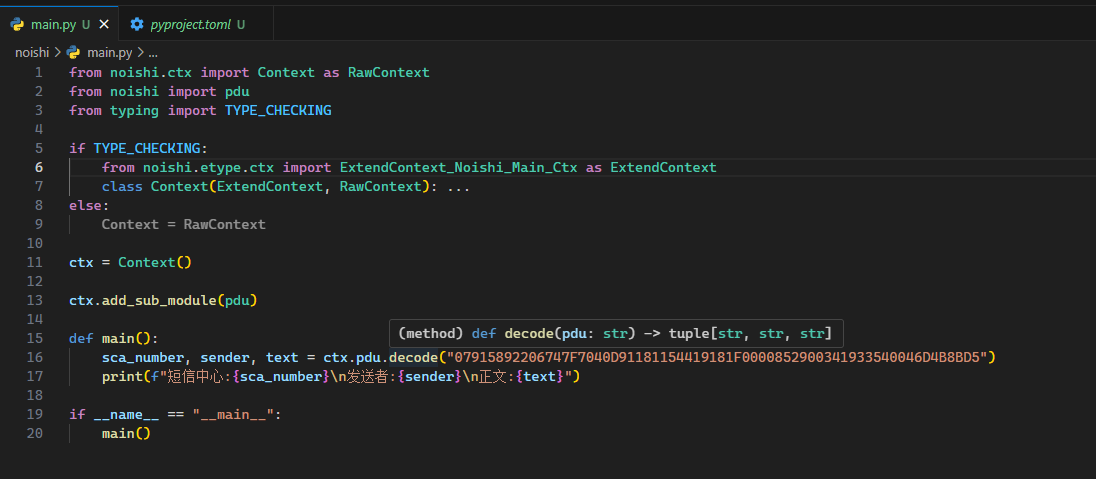 main.py U ×
pyproject.toml U
noishi > main.py > ...
1 from noishi.ctx import Context as RawContext
2 from noishi import pdu
3 from typing import TYPE_CHECKING
4
5 if TYPE_CHECKING:
6 from noishi.etype.ctx import ExtendContext_Noishi_Main_Ctx as ExtendContext
7 class Context(ExtendContext, RawContext): ...
8 else:
9 Context = RawContext
10
11 ctx = Context()
12
13 ctx.add_sub_module(pdu)
14
(method) def decode(pdu: str) -> tuple[str, str, str]
15 def main():
16 sca_number, sender, text = ctx.pdu.decode("07915892206747F7040D91181154419181F0000852900341933540046D4B8BD5")
17 print(f"短信中心:{sca_number}\n发送者:{sender}\n正文:{text}")
18
19 if __name__ == "__main__":
20 main()